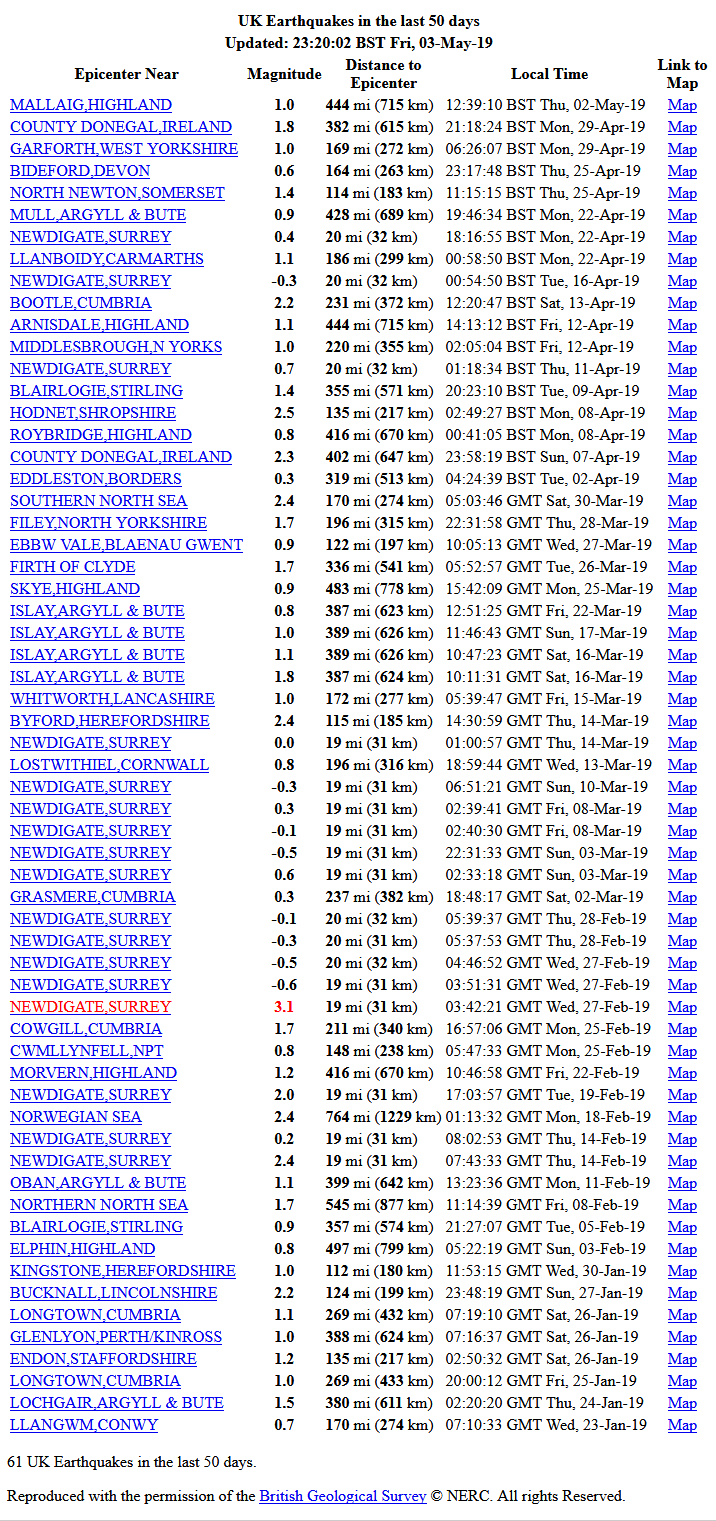 UK Earthquakes in the last 50 days
Updated: 23:20:02 BST Fri, 03-May-19
Epicenter Near Magnitude Distance to Epicenter Local Time Link to Map
MALLAIG,HIGHLAND 1.0 444 mi (715 km) 12:39:10 BST Thu, 02-May-19 Map
COUNTY DONEGAL,IRELAND 1.8 382 mi (615 km) 21:18:24 BST Mon, 29-Apr-19 Map
GARFORTH,WEST YORKSHIRE 1.0 169 mi (272 km) 06:26:07 BST Mon, 29-Apr-19 Map
BIDEFORD,DEVON 0.6 164 mi (263 km) 23:17:48 BST Thu, 25-Apr-19 Map
NORTH NEWTON,SOMERSET 1.4 114 mi (183 km) 11:15:15 BST Thu, 25-Apr-19 Map
MULL,ARGYLL & BUTE 0.9 428 mi (689 km) 19:46:34 BST Mon, 22-Apr-19 Map
NEWDIGATE,SURREY 0.4 20 mi (32 km) 18:16:55 BST Mon, 22-Apr-19 Map
LLANBOIDY,CARMARTHS 1.1 186 mi (299 km) 00:58:50 BST Mon, 22-Apr-19 Map
NEWDIGATE,SURREY -0.3 20 mi (32 km) 00:54:50 BST Tue, 16-Apr-19 Map
BOOTLE,CUMBRIA 2.2 231 mi (372 km) 12:20:47 BST Sat, 13-Apr-19 Map
ARNISDALE,HIGHLAND 1.1 444 mi (715 km) 14:13:12 BST Fri, 12-Apr-19 Map
MIDDLESBROUGH,N YORKS 1.0 220 mi (355 km) 02:05:04 BST Fri, 12-Apr-19 Map
NEWDIGATE,SURREY 0.7 20 mi (32 km) 01:18:34 BST Thu, 11-Apr-19 Map
BLAIRLOGIE,STIRLING 1.4 355 mi (571 km) 20:23:10 BST Tue, 09-Apr-19 Map
HODNET,SHROPSHIRE 2.5 135 mi (217 km) 02:49:27 BST Mon, 08-Apr-19 Map
ROYBRIDGE,HIGHLAND 0.8 416 mi (670 km) 00:41:05 BST Mon, 08-Apr-19 Map
COUNTY DONEGAL,IRELAND 2.3 402 mi (647 km) 23:58:19 BST Sun, 07-Apr-19 Map
EDDLESTON,BORDERS 0.3 319 mi (513 km) 04:24:39 BST Tue, 02-Apr-19 Map
SOUTHERN NORTH SEA 2.4 170 mi (274 km) 05:03:46 GMT Sat, 30-Mar-19 Map
FILEY,NORTH YORKSHIRE 1.7 196 mi (315 km) 22:31:58 GMT Thu, 28-Mar-19 Map
EBBW VALE,BLAENAU GWENT 0.9 122 mi (197 km) 10:05:13 GMT Wed, 27-Mar-19 Map
FIRTH OF CLYDE 1.7 336 mi (541 km) 05:52:57 GMT Tue, 26-Mar-19 Map
SKYE,HIGHLAND 0.9 483 mi (778 km) 15:42:09 GMT Mon, 25-Mar-19 Map
ISLAY,ARGYLL & BUTE 0.8 387 mi (623 km) 12:51:25 GMT Fri, 22-Mar-19 Map
ISLAY,ARGYLL & BUTE 1.0 389 mi (626 km) 11:46:43 GMT Sun, 17-Mar-19 Map
ISLAY,ARGYLL & BUTE 1.1 389 mi (626 km) 10:47:23 GMT Sat, 16-Mar-19 Map
ISLAY,ARGYLL & BUTE 1.8 387 mi (624 km) 10:11:31 GMT Sat, 16-Mar-19 Map
WHITWORTH,LANCASHIRE 1.0 172 mi (277 km) 05:39:47 GMT Fri, 15-Mar-19 Map
BYFORD,HEREFORDSHIRE 2.4 115 mi (185 km) 14:30:59 GMT Thu, 14-Mar-19 Map
NEWDIGATE,SURREY 0.0 19 mi (31 km) 01:00:57 GMT Thu, 14-Mar-19 Map
LOSTWITHIEL,CORNWALL 0.8 196 mi (316 km) 18:59:44 GMT Wed, 13-Mar-19 Map
NEWDIGATE,SURREY -0.3 19 mi (31 km) 06:51:21 GMT Sun, 10-Mar-19 Map
NEWDIGATE,SURREY 0.3 19 mi (31 km) 02:39:41 GMT Fri, 08-Mar-19 Map
NEWDIGATE,SURREY -0.1 19 mi (31 km) 02:40:30 GMT Fri, 08-Mar-19 Map
NEWDIGATE,SURREY -0.5 19 mi (31 km) 22:31:33 GMT Sun, 03-Mar-19 Map
NEWDIGATE,SURREY 0.6 19 mi (31 km) 02:33:18 GMT Sun, 03-Mar-19 Map
GRASMERE,CUMBRIA 0.3 237 mi (382 km) 18:48:17 GMT Sat, 02-Mar-19 Map
NEWDIGATE,SURREY -0.1 20 mi (32 km) 05:39:37 GMT Thu, 28-Feb-19 Map
NEWDIGATE,SURREY -0.3 20 mi (31 km) 05:37:53 GMT Thu, 28-Feb-19 Map
NEWDIGATE,SURREY -0.5 20 mi (32 km) 04:46:52 GMT Wed, 27-Feb-19 Map
NEWDIGATE,SURREY -0.6 19 mi (31 km) 03:51:31 GMT Wed, 27-Feb-19 Map
NEWDIGATE,SURREY 3.1 19 mi (31 km) 03:42:21 GMT Wed, 27-Feb-19 Map
COWGILL,CUMBRIA 1.7 211 mi (340 km) 16:57:06 GMT Mon, 25-Feb-19 Map
CWMLLYNFELL,NPT 0.8 148 mi (238 km) 05:47:33 GMT Mon, 25-Feb-19 Map
MORVERN,HIGHLAND 1.2 416 mi (670 km) 10:46:58 GMT Fri, 22-Feb-19 Map
NEWDIGATE,SURREY 2.0 19 mi (31 km) 17:03:57 GMT Tue, 19-Feb-19 Map
NORWEGIAN SEA 2.4 764 mi (1229 km) 01:13:32 GMT Mon, 18-Feb-19 Map
NEWDIGATE,SURREY 0.2 19 mi (31 km) 08:02:53 GMT Thu, 14-Feb-19 Map
NEWDIGATE,SURREY 2.4 19 mi (31 km) 07:43:33 GMT Thu, 14-Feb-19 Map
OBAN,ARGYLL & BUTE 1.1 399 mi (642 km) 13:23:36 GMT Mon, 11-Feb-19 Map
NORTHERN NORTH SEA 1.7 545 mi (877 km) 11:14:39 GMT Fri, 08-Feb-19 Map
BLAIRLOGIE,STIRLING 0.9 357 mi (574 km) 21:27:07 GMT Tue, 05-Feb-19 Map
ELPHIN,HIGHLAND 0.8 497 mi (799 km) 05:22:19 GMT Sun, 03-Feb-19 Map
KINGSTONE,HEREFORDSHIRE 1.0 112 mi (180 km) 11:53:15 GMT Wed, 30-Jan-19 Map
BUCKNALL,LINCOLNSHIRE 2.2 124 mi (199 km) 23:48:19 GMT Sun, 27-Jan-19 Map
LONGTOWN,CUMBRIA 1.1 269 mi (432 km) 07:19:10 GMT Sat, 26-Jan-19 Map
GLENLYON,PERTH/KINROSS 1.0 388 mi (624 km) 07:16:37 GMT Sat, 26-Jan-19 Map
ENDON,STAFFORDSHIRE 1.2 135 mi (217 km) 02:50:32 GMT Sat, 26-Jan-19 Map
LONGTOWN,CUMBRIA 1.0 269 mi (433 km) 20:00:12 GMT Fri, 25-Jan-19 Map
LOCHGAIR,ARGYLL & BUTE 1.5 380 mi (611 km) 02:20:20 GMT Thu, 24-Jan-19 Map
LLANGWM,CONWY 0.7 170 mi (274 km) 07:10:33 GMT Wed, 23-Jan-19 Map
61 UK Earthquakes in the last 50 days.
Reproduced with the permission of the British Geological Survey © NERC. All rights Reserved.